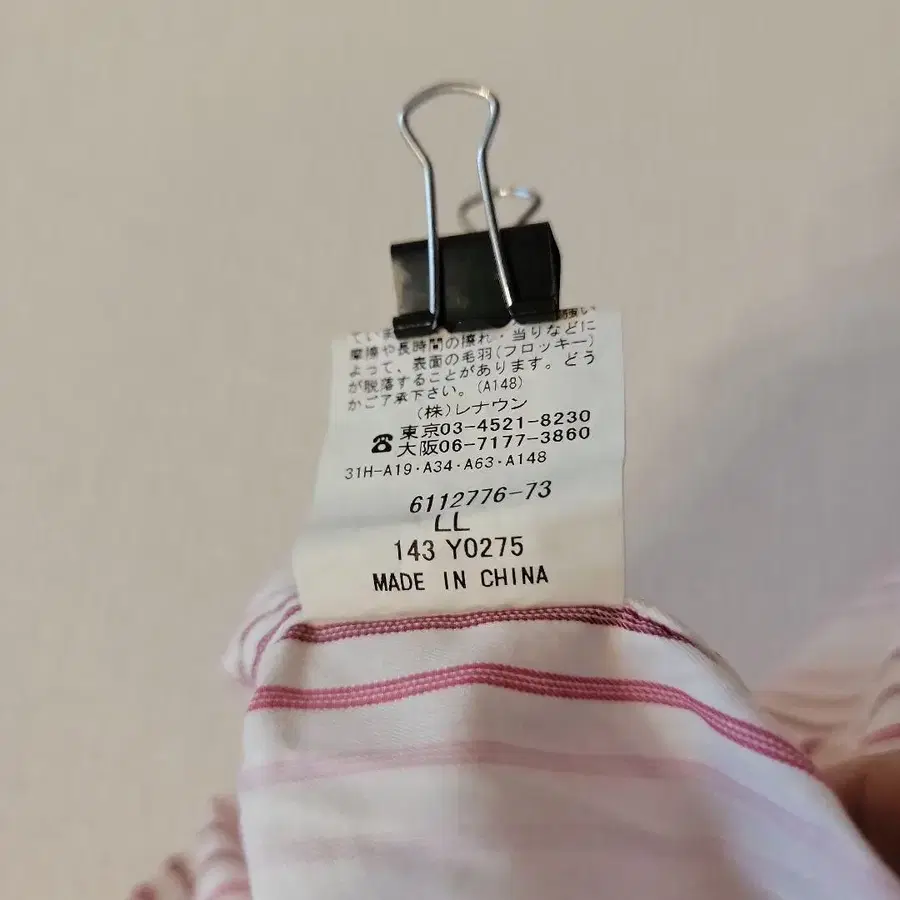 ていま
摩擦や長時間の擦れ・当りなどに
よって、表面の毛羽(フロッキー)
が脱落することがあります。どう
かご了承下さい。(A148)
(株)レナウン
☎東京03-4521-8230
大阪06-7177-3860
31H-A19・A34・A63・A148
6112776-73
LL
143 Y0275
MADE IN CHINA